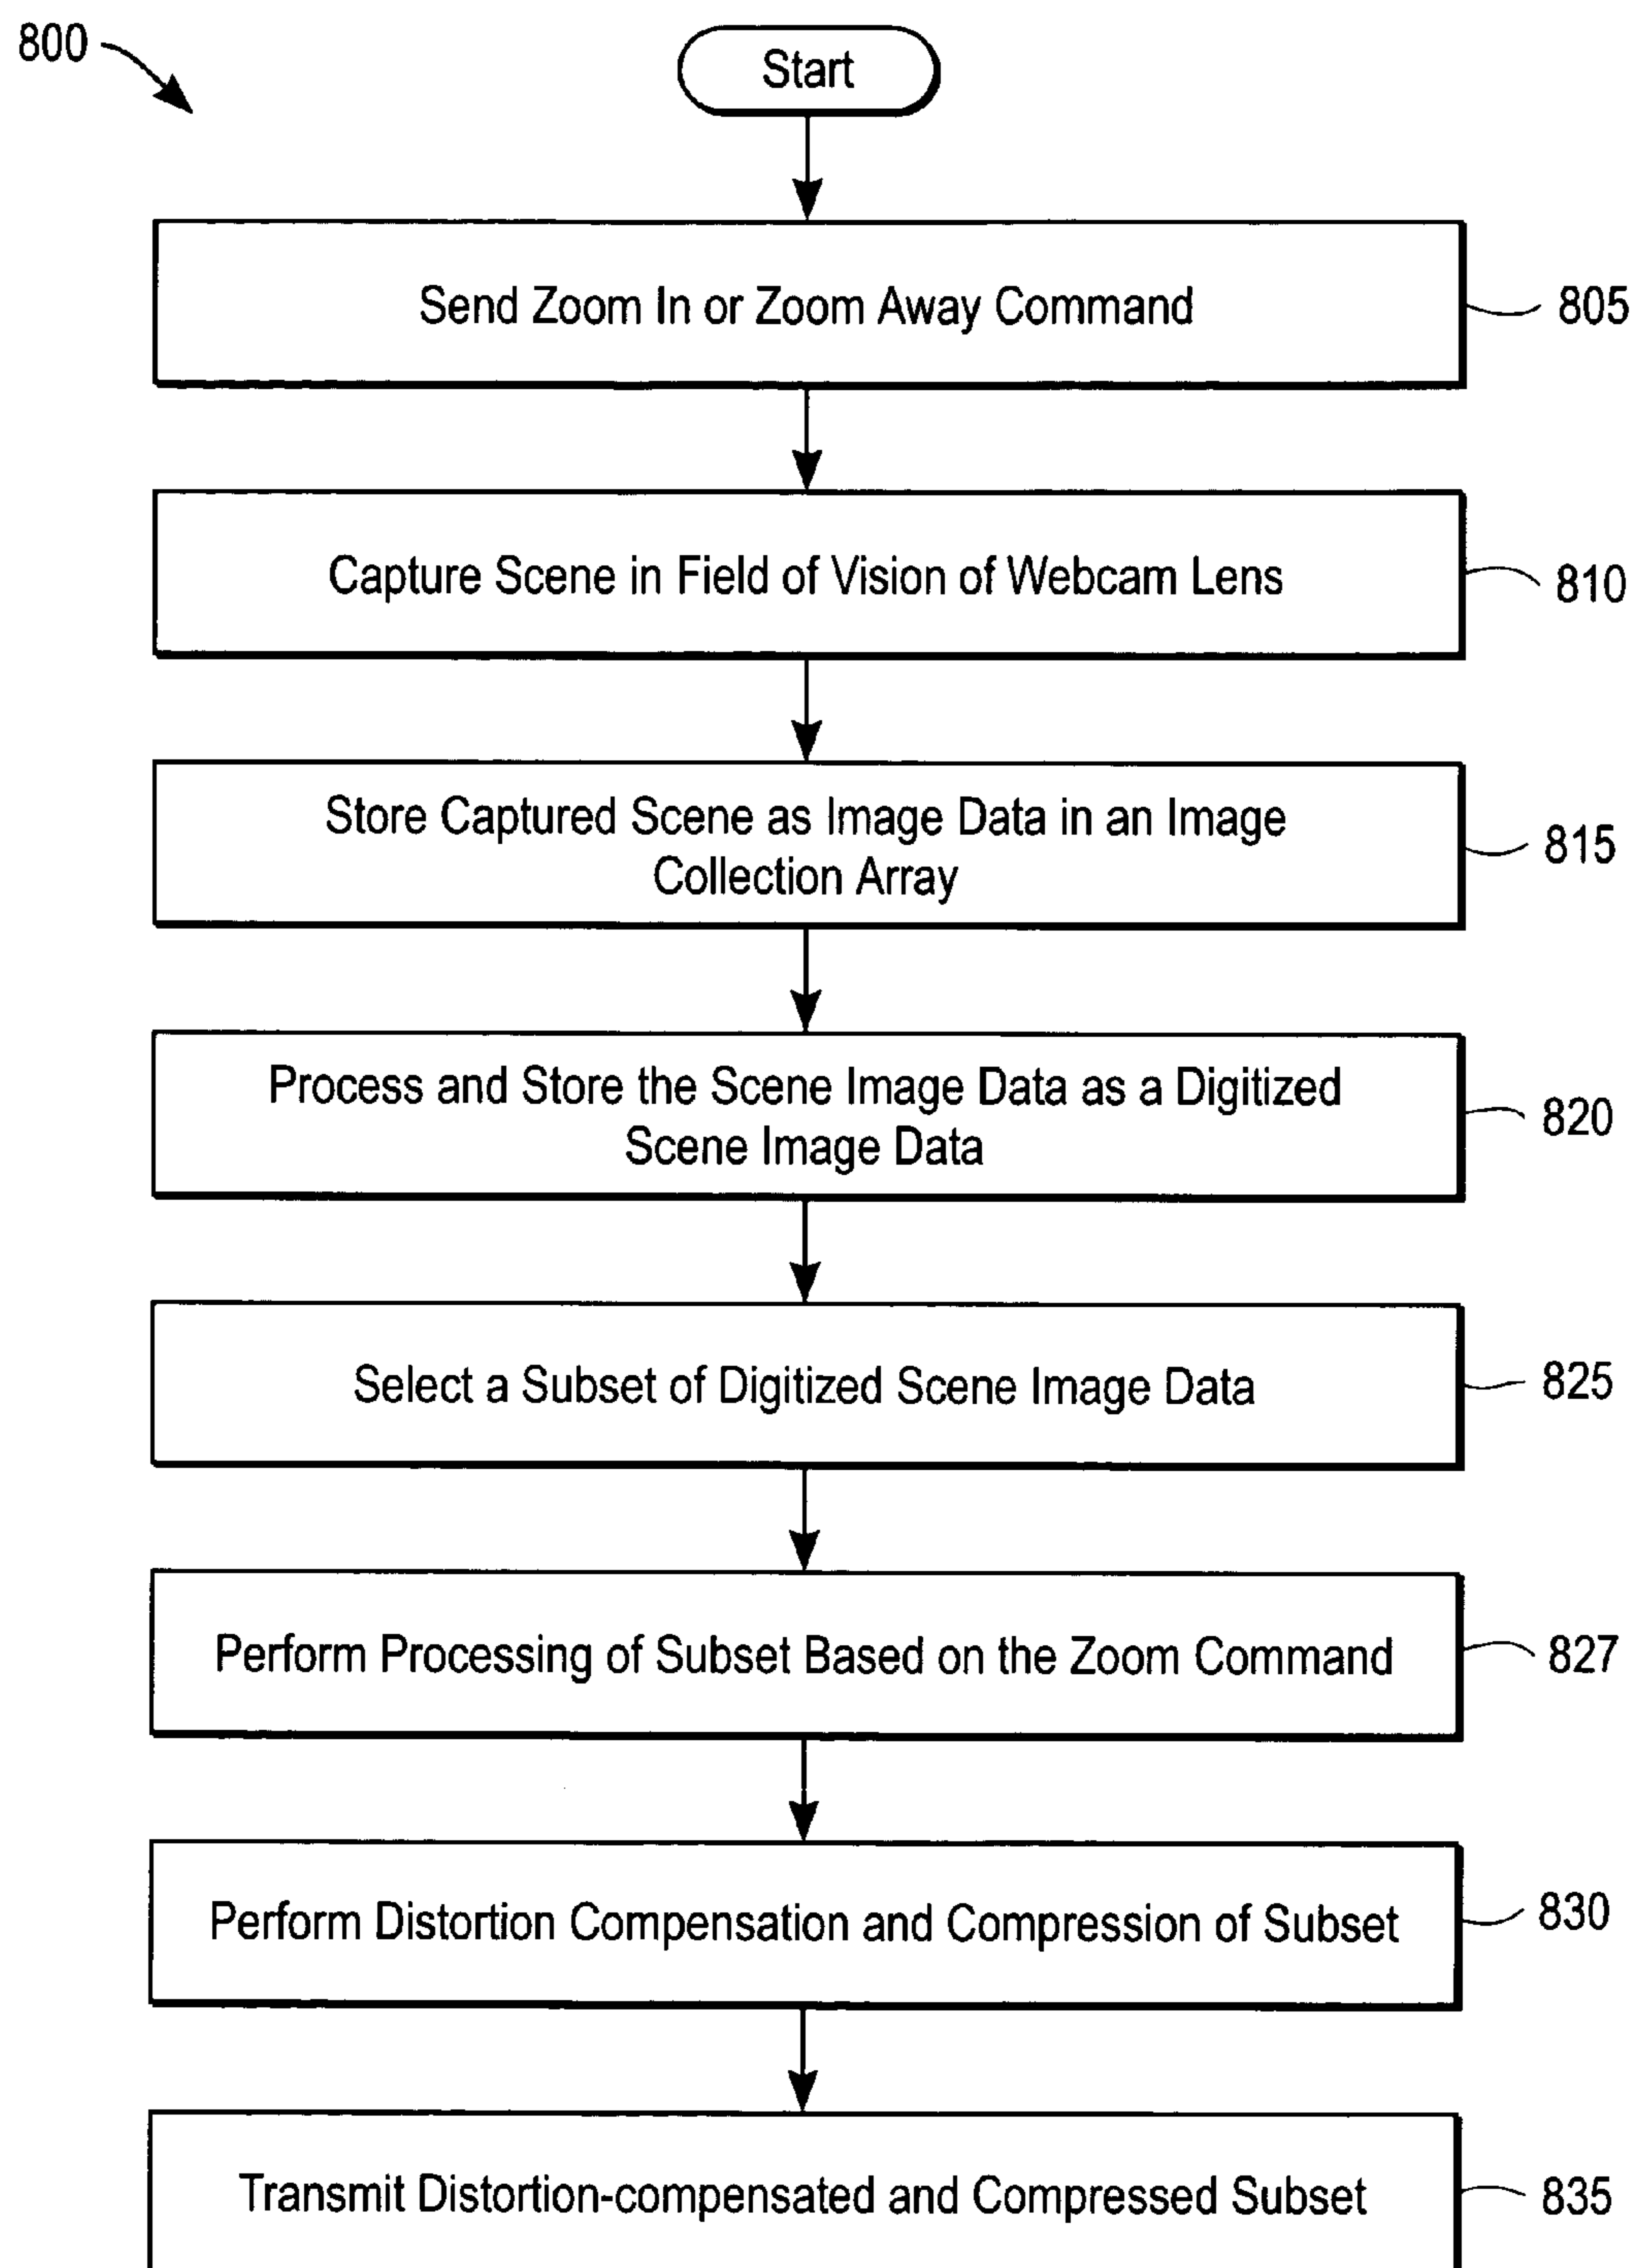 800
Start
Send Zoom In or Zoom Away Command
805
Capture Scene in Field of Vision of Webcam Lens
810
Store Captured Scene as Image Data in an Image
Collection Array
815
Process and Store the Scene Image Data as a Digitized
Scene Image Data
820
Select a Subset of Digitized Scene Image Data
825
Perform Processing of Subset Based on the Zoom Command
827
Perform Distortion Compensation and Compression of Subset
830
Transmit Distortion-compensated and Compressed Subset
835